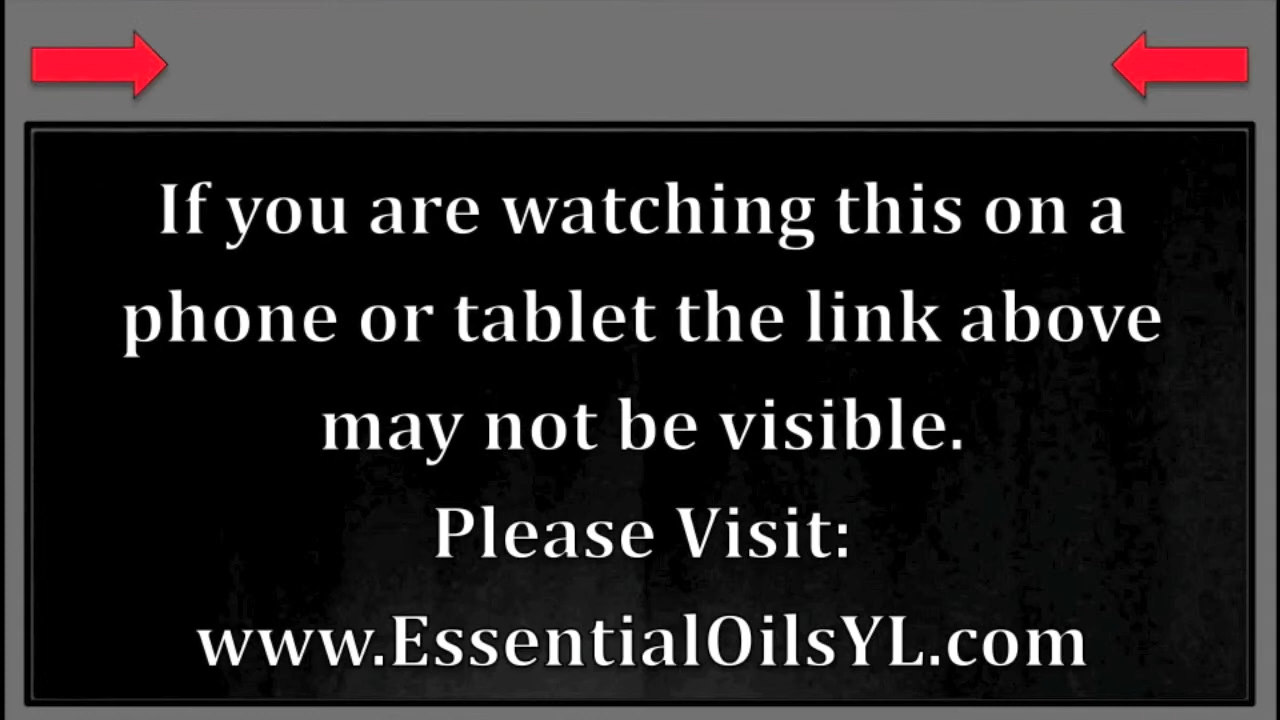 If you are watching this on a
phone or tablet the link above
may not be visible.
Please Visit:
www.EssentialOilsYL.com